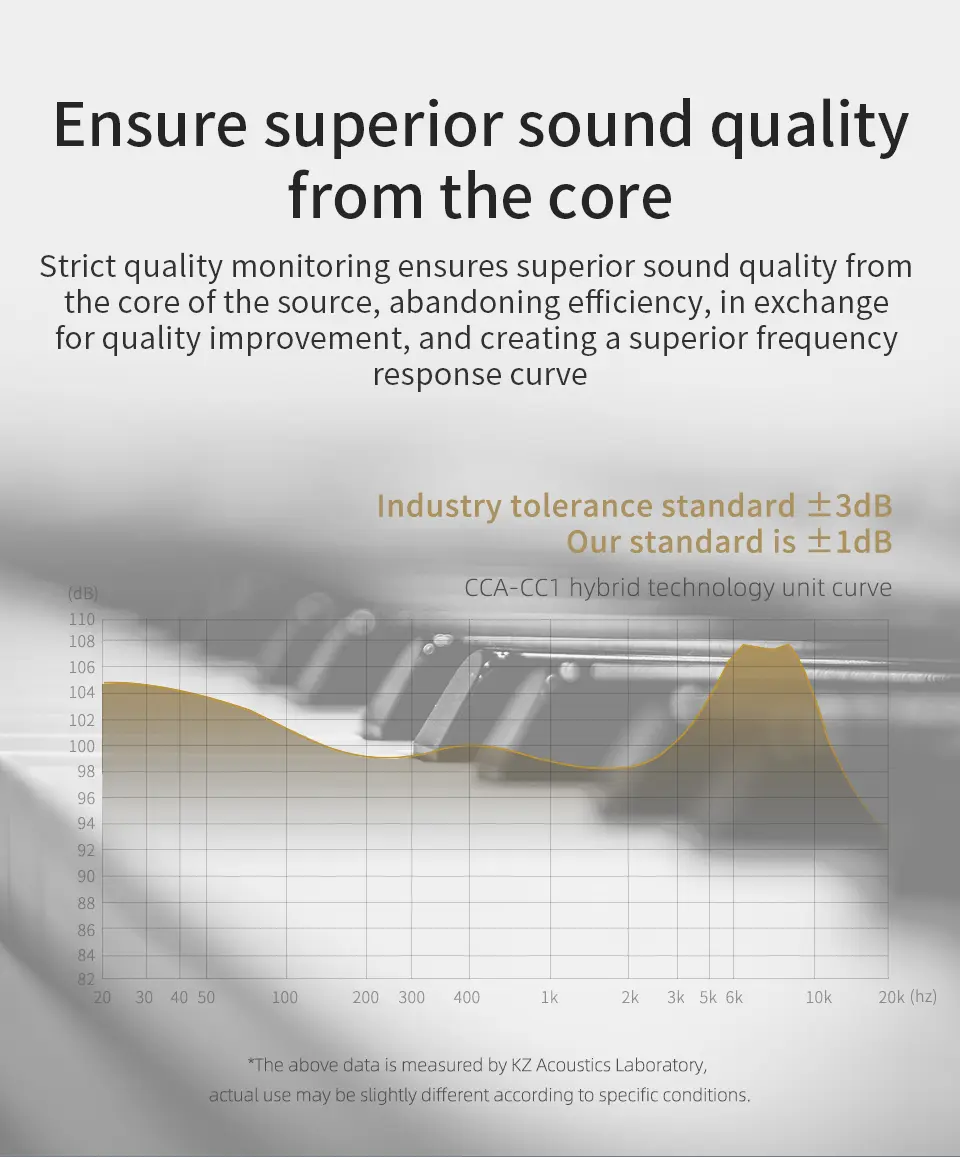 Ensure superior sound quality
from the core
Strict quality monitoring ensures superior sound quality from
the core of the source, abandoning efficiency, in exchange
for quality improvement, and creating a superior frequency
response curve
Industry tolerance standard ±3dB
Our standard is ±1dB
CCA-CC1 hybrid technology unit curve
(dB)
110
108
106
104
102
100
98
96
94
92
90
88
86
84
82
20 30 40 50 100 200 300 400 1k 2k 3k 5k 6k 10k 20k (hz)
*The above data is measured by KZ Acoustics Laboratory,
actual use may be slightly different according to specific conditions.